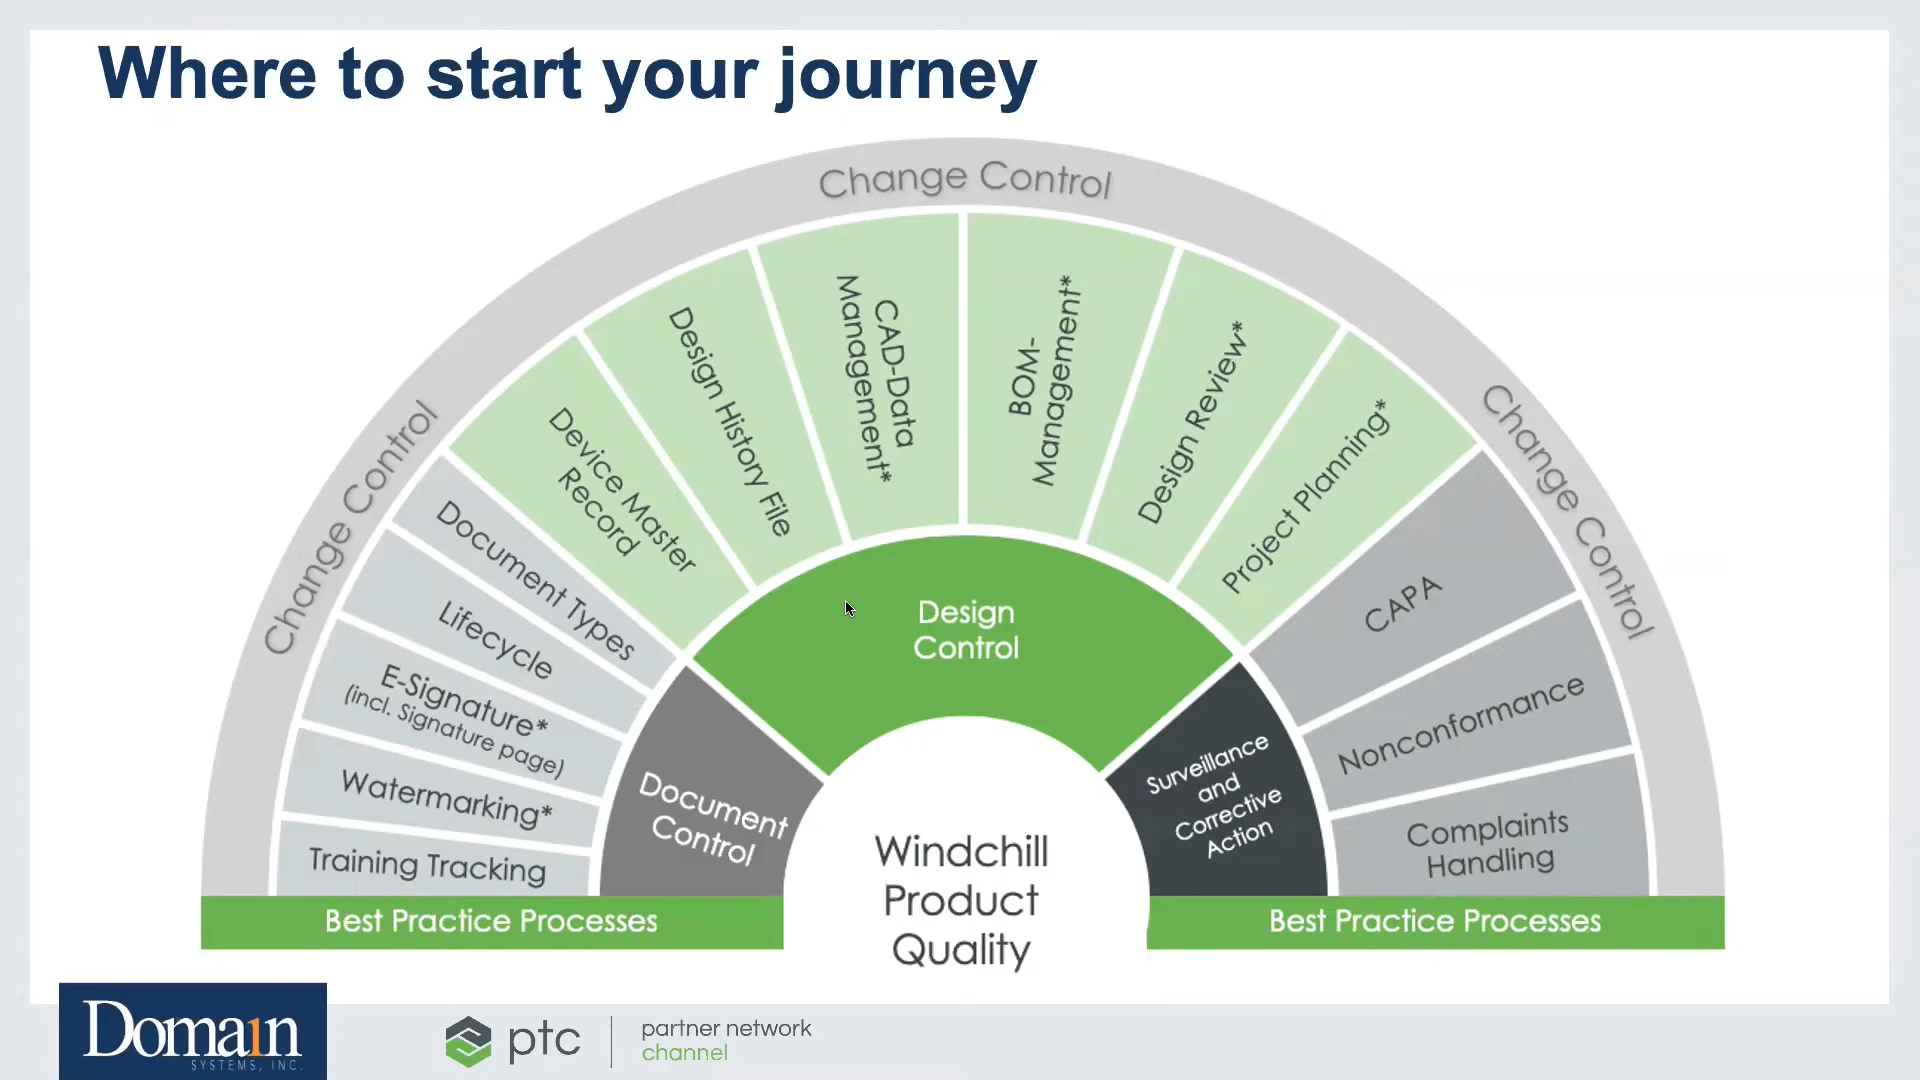 Where to start your journey
Change Control
Change Control
Change Control
Document Types
Lifecycle
E-Signature*
(incl. Signature page)
Watermarking*
Training Tracking
Device Master
Record
Design History File
CAD-Data
Management*
BOM-
Management*
Design Review*
Project Planning*
CAPA
Nonconformance
Complaints
Handling
Document
Control
Design
Control
Surveillance
and
Corrective
Action
Windchill
Product
Quality
Best Practice Processes
Best Practice Processes
Domain
SYSTEMS, INC.
ptc
partner network
channel